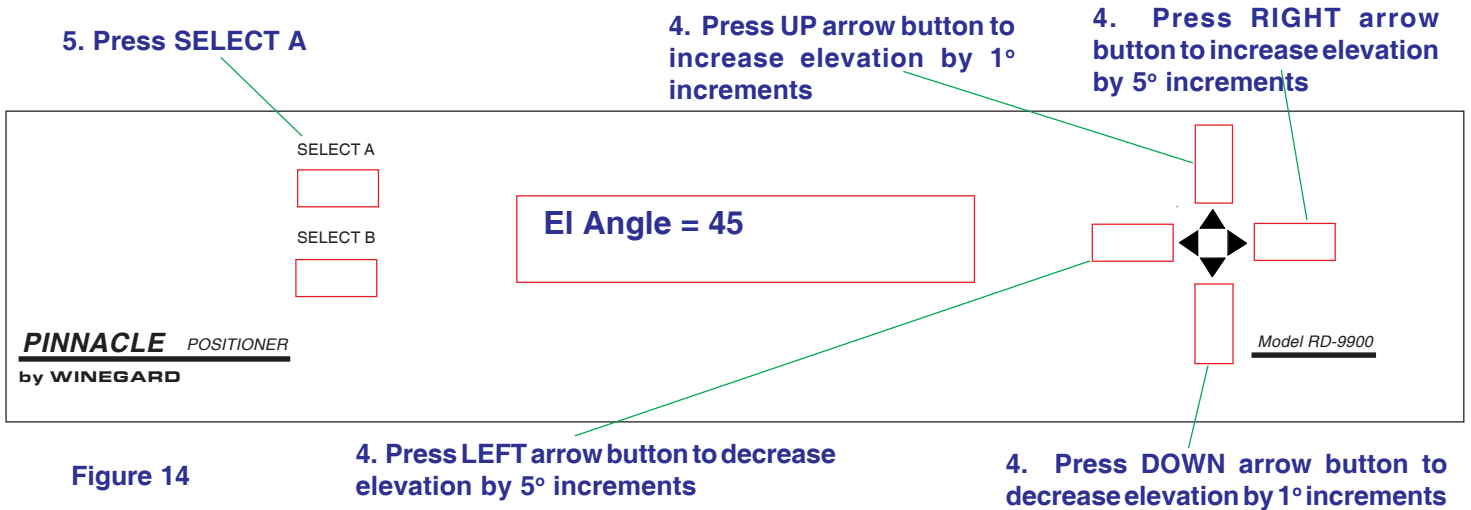 5. Press SELECT A
4. Press UP arrow button to
increase elevation by 1°
increments
4. Press RIGHT arrow
button to increase elevation
by 5° increments
SELECT A
SELECT B
El Angle = 45
PINNACLE POSITIONER
by WINEGARD
Model RD-9900
Figure 14
4. Press LEFT arrow button to decrease
elevation by 5° increments
4. Press DOWN arrow button to
decrease elevation by 1° increments